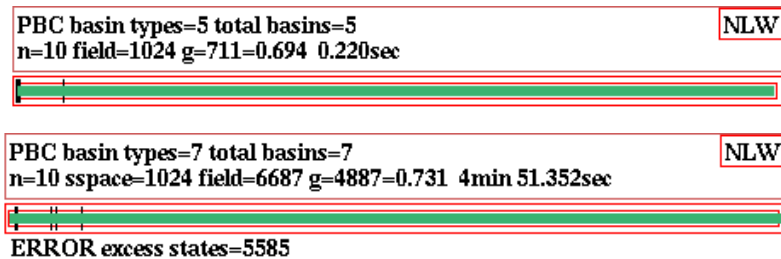 PBC basin types=5 total basins=5 NLW
n=10 field=1024 g=711=0.694 0.220sec
PBC basin types=7 total basins=7 NLW
n=10 sspace=1024 field=6687 g=4887=0.731 4min 51.352sec
ERROR excess states=5585